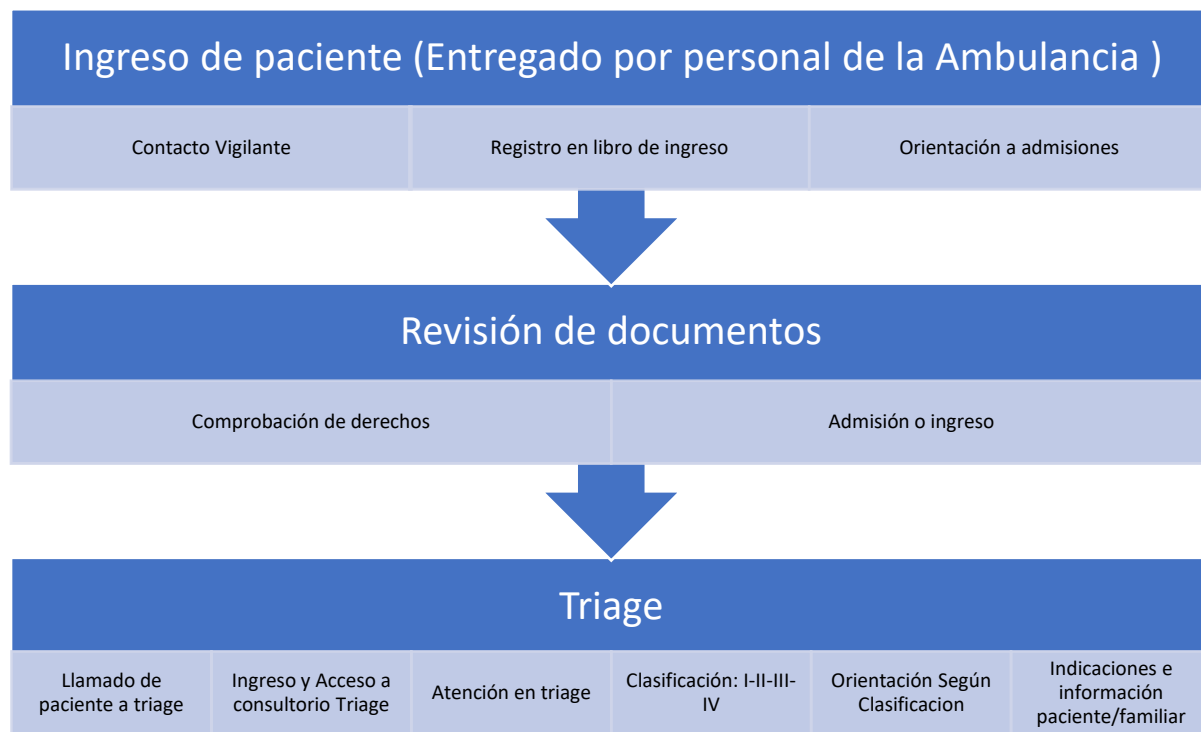 Ingreso de paciente (Entregado por personal de la Ambulancia )
Contacto Vigilante
Registro en libro de ingreso
Orientación a admisiones
Revisión de documentos
Comprobación de derechos
Admisión o ingreso
Triage
Llamado de
paciente a triage
Ingreso y Acceso a
consultorio Triage
Atención en triage
Clasificación: I-II-III-
IV
Orientación Según
Clasificacion
Indicaciones e
información
paciente/familiar